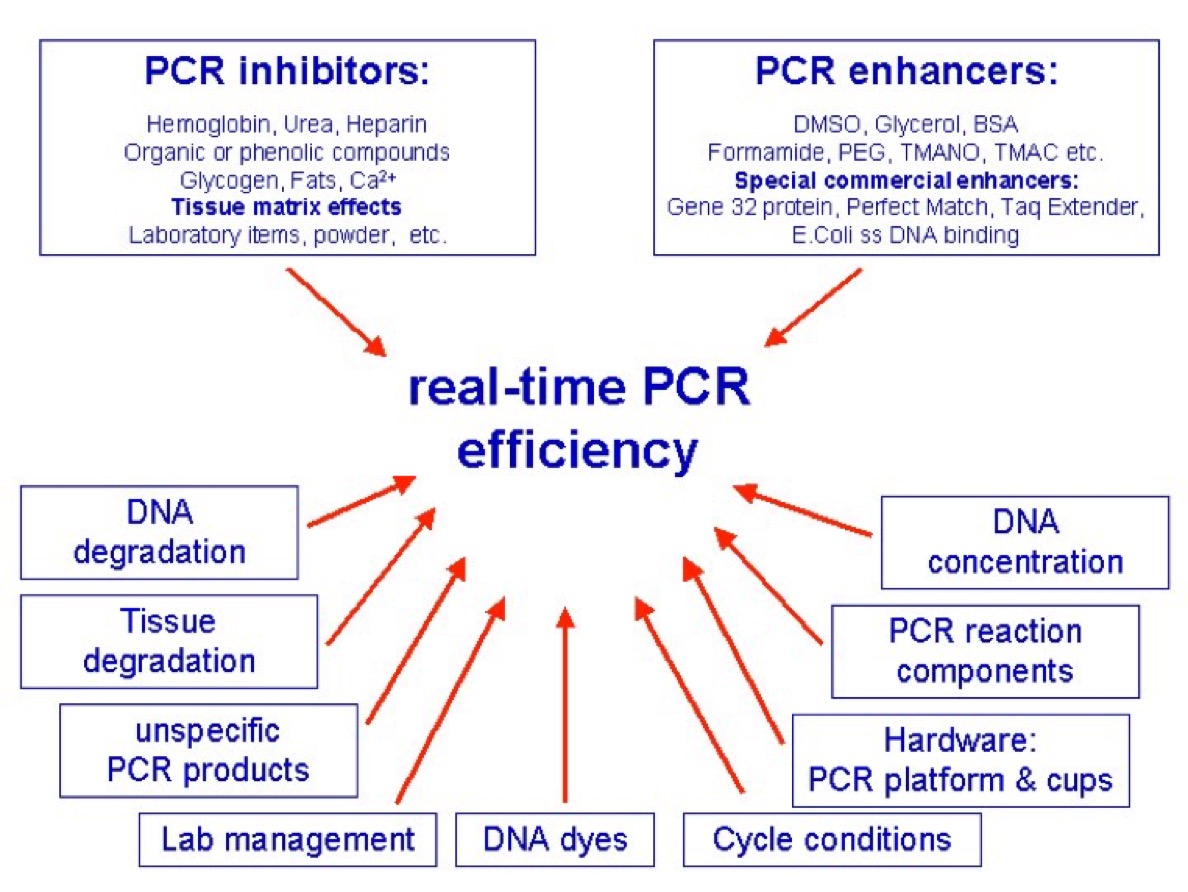 PCR inhibitors:
Hemoglobin, Urea, Heparin
Organic or phenolic compounds
Glycogen, Fats, Ca²⁺
Tissue matrix effects
Laboratory items, powder, etc.
PCR enhancers:
DMSO, Glycerol, BSA
Formamide, PEG, TMANO, TMAC etc.
Special commercial enhancers:
Gene 32 protein, Perfect Match, Taq Extender,
E.Coli ss DNA binding
real-time PCR
efficiency
DNA
degradation
Tissue
degradation
unspecific
PCR products
Lab management
DNA dyes
Cycle conditions
Hardware:
PCR platform & cups
PCR reaction
components
DNA
concentration